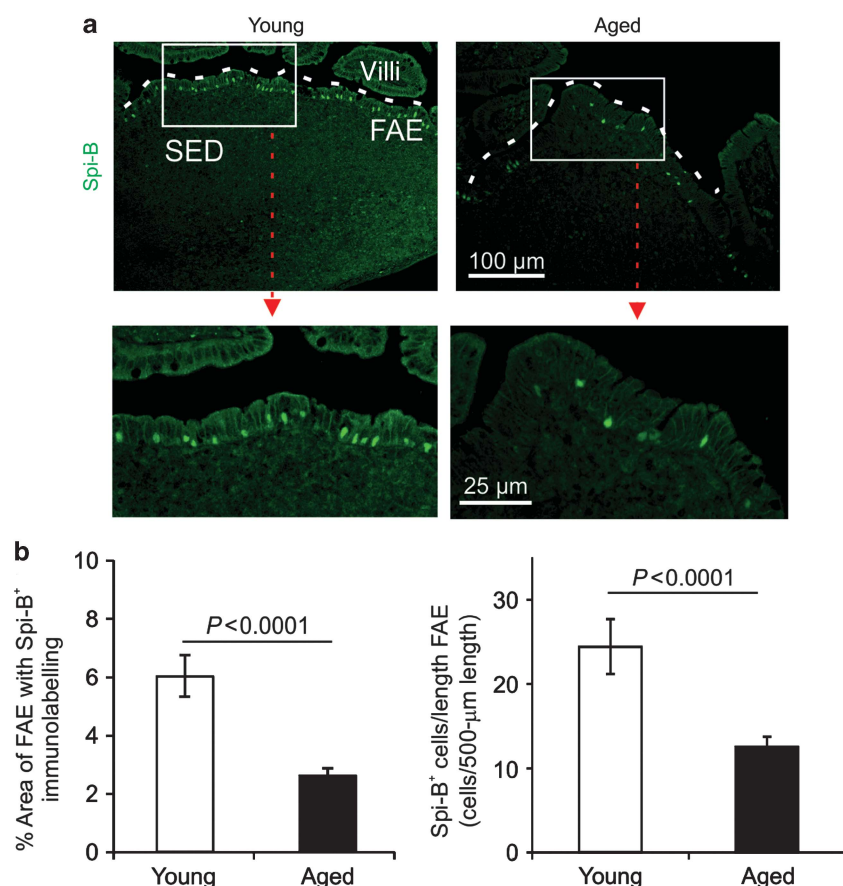 a
Young
Aged
Spi-B
Villi
SED
FAE
100 µm
25 µm
b
% Area of FAE with Spi-B⁺
immunolabelling
10
8
6
4
2
0
P<0.0001
Young
Aged
Spi-B⁺ cells/length FAE
(cells/500-µm length)
30
20
10
0
P<0.0001
Young
Aged